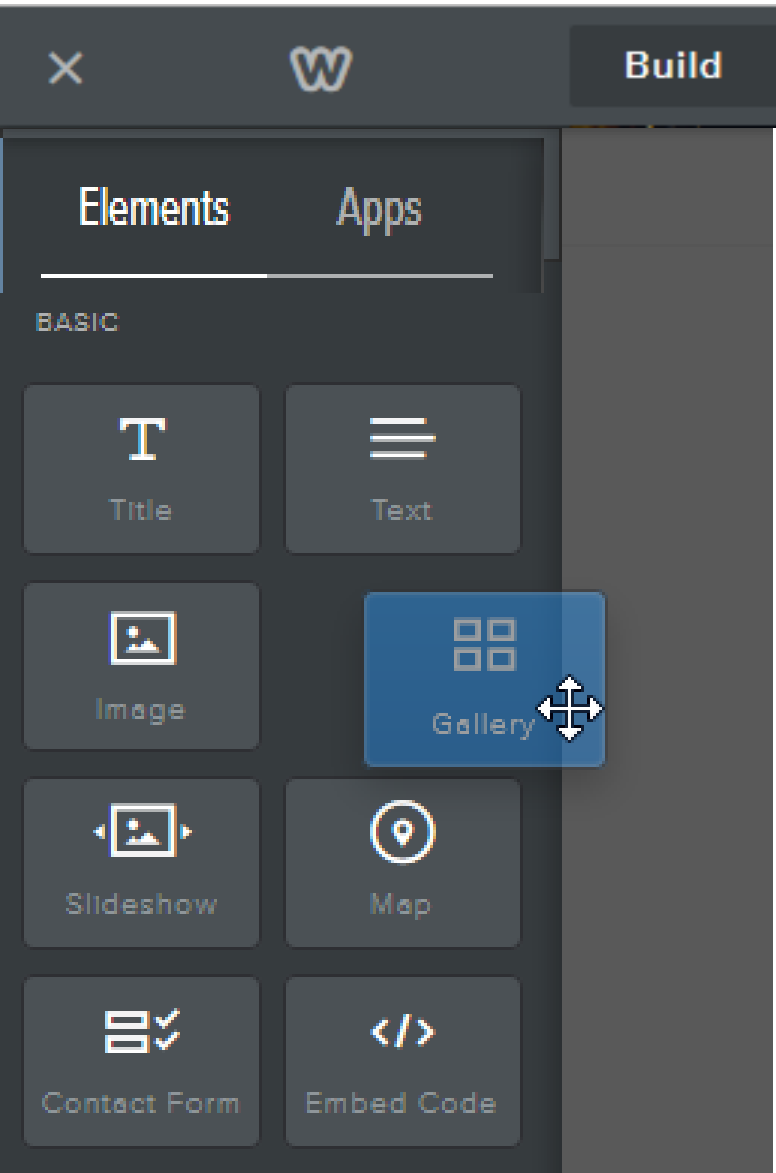 Build
Elements Apps
BASIC
Title Text
Image Gallery
Slideshow Map
Contact Form Embed Code